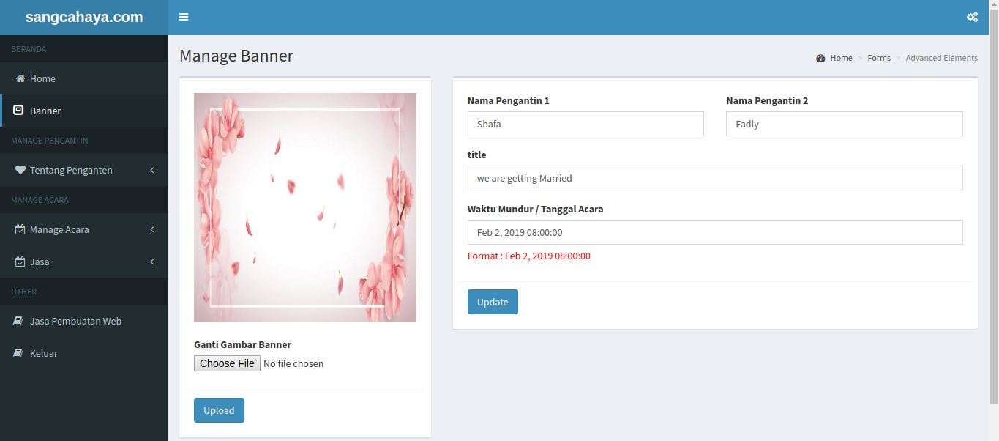 sangcahaya.com
BERANDA
Home
Banner
MANAGE PENGANTIN
Tentang Penganten
MANAGE ACARA
Manage Acara
Jasa
OTHER
Jasa Pembuatan Web
Keluar
Manage Banner
Home > Forms > Advanced Elements
Ganti Gambar Banner
Choose File No file chosen
Upload
Nama Pengantin 1 Nama Pengantin 2
Shafa Fadly
title
we are getting Married
Waktu Mundur / Tanggal Acara
Feb 2, 2019 08:00:00
Format : Feb 2, 2019 08:00:00
Update